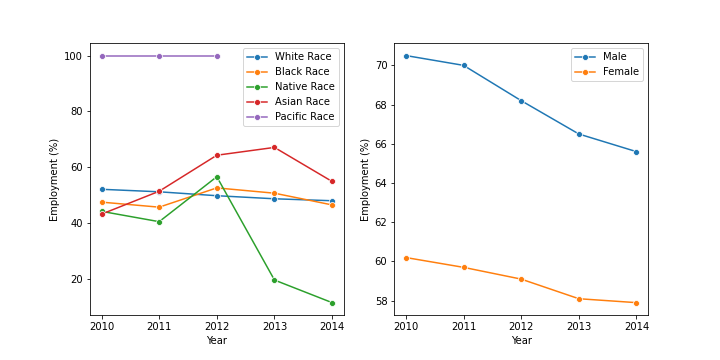 100
80
60
40
20
Employment (%)
2010 2011 2012 2013 2014
Year
White Race
Black Race
Native Race
Asian Race
Pacific Race
70
68
66
64
62
60
58
Employment (%)
2010 2011 2012 2013 2014
Year
Male
Female